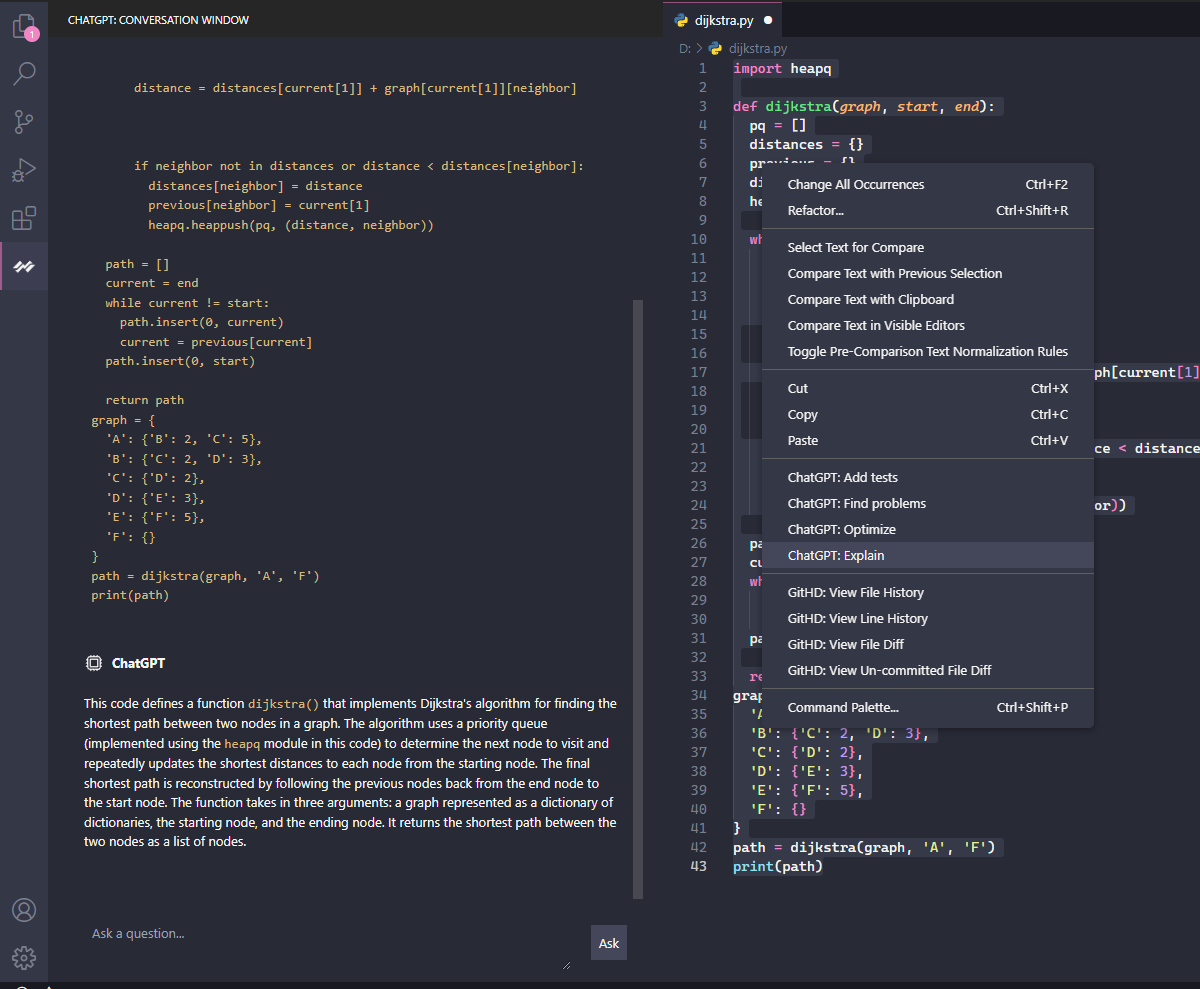 CHATGPT: CONVERSATION WINDOW
1
distance = distances[current[1]] + graph[current[1]][neighbor]
if neighbor not in distances or distance < distances[neighbor]:
distances[neighbor] = distance
previous[neighbor] = current[1]
heapq.heappush(pq, (distance, neighbor))
path = []
current = end
while current != start:
path.insert(0, current)
current = previous[current]
path.insert(0, start)
return path
graph = {
'A': {'B': 2, 'C': 5},
'B': {'C': 2, 'D': 3},
'C': {'D': 2},
'D': {'E': 3},
'E': {'F': 5},
'F': {}
}
path = dijkstra(graph, 'A', 'F')
print(path)
ChatGPT
This code defines a function dijkstra() that implements Dijkstra's algorithm for finding the
shortest path between two nodes in a graph. The algorithm uses a priority queue
(implemented using the heapq module in this code) to determine the next node to visit and
repeatedly updates the shortest distances to each node from the starting node. The final
shortest path is reconstructed by following the previous nodes back from the end node to
the start node. The function takes in three arguments: a graph represented as a dictionary of
dictionaries, the starting node, and the ending node. It returns the shortest path between the
two nodes as a list of nodes.
Ask a question...
Ask
dijkstra.py
D: > dijkstra.py
1 import heapq
2
3 def dijkstra(graph, start, end):
4 pq = []
5 distances = {}
6 previous = {}
7 di
8 he
9
10 wh
11
12
13
14
15
16
17 ph[current[1]
18
19
20
21 ce < distance
22
23
24 or))
25
26 pa
27 cu
28 wh
29
30
31 pa
32
33 re
34 grap
35 'A
36 'B': {'C': 2, 'D': 3},
37 'C': {'D': 2},
38 'D': {'E': 3},
39 'E': {'F': 5},
40 'F': {}
41 }
42 path = dijkstra(graph, 'A', 'F')
43 print(path)
Change All Occurrences Ctrl+F2
Refactor... Ctrl+Shift+R
Select Text for Compare
Compare Text with Previous Selection
Compare Text with Clipboard
Compare Text in Visible Editors
Toggle Pre-Comparison Text Normalization Rules
Cut Ctrl+X
Copy Ctrl+C
Paste Ctrl+V
ChatGPT: Add tests
ChatGPT: Find problems
ChatGPT: Optimize
ChatGPT: Explain
GitHD: View File History
GitHD: View Line History
GitHD: View File Diff
GitHD: View Un-committed File Diff
Command Palette... Ctrl+Shift+P